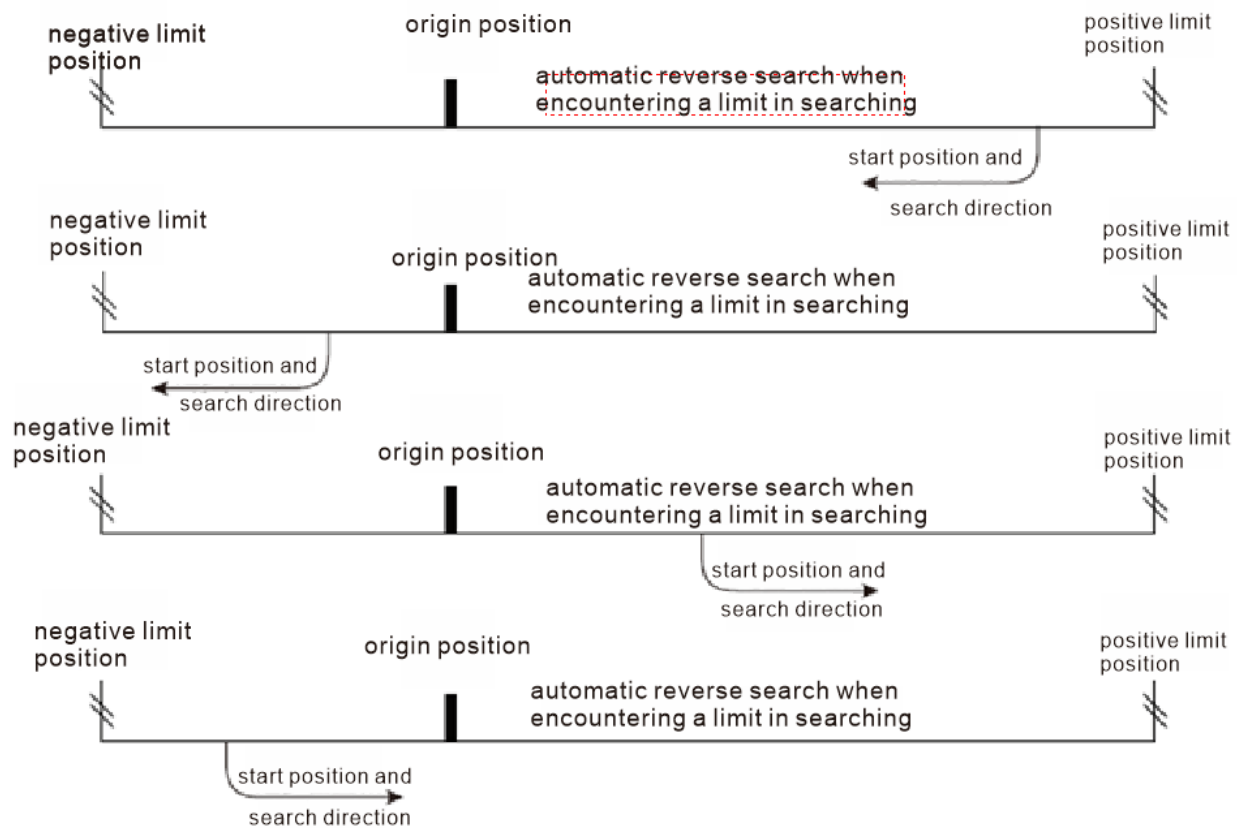 negative limit
position
origin position
positive limit
position
automatic reverse search when
encountering a limit in searching
start position and
search direction
negative limit
position
origin position
positive limit
position
automatic reverse search when
encountering a limit in searching
start position and
search direction
negative limit
position
origin position
positive limit
position
automatic reverse search when
encountering a limit in searching
start position and
search direction
negative limit
position
origin position
positive limit
position
automatic reverse search when
encountering a limit in searching
start position and
search direction